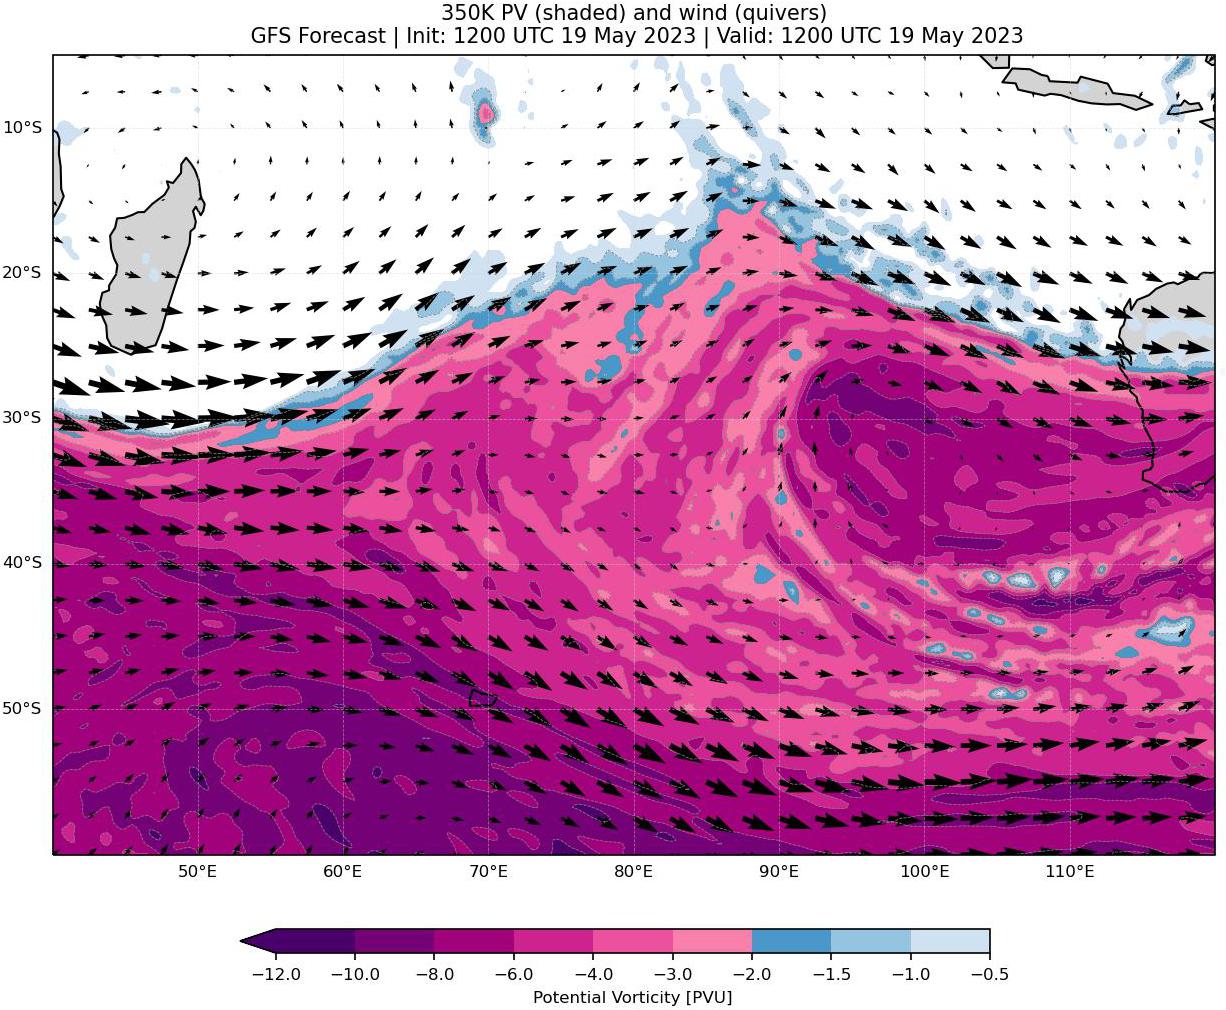 350K PV (shaded) and wind (quivers)
GFS Forecast | Init: 1200 UTC 19 May 2023 | Valid: 1200 UTC 19 May 2023
10°S
20°S
30°S
40°S
50°S
50°E 60°E 70°E 80°E 90°E 100°E 110°E
−12.0 −10.0 −8.0 −6.0 −4.0 −3.0 −2.0 −1.5 −1.0 −0.5
Potential Vorticity [PVU]